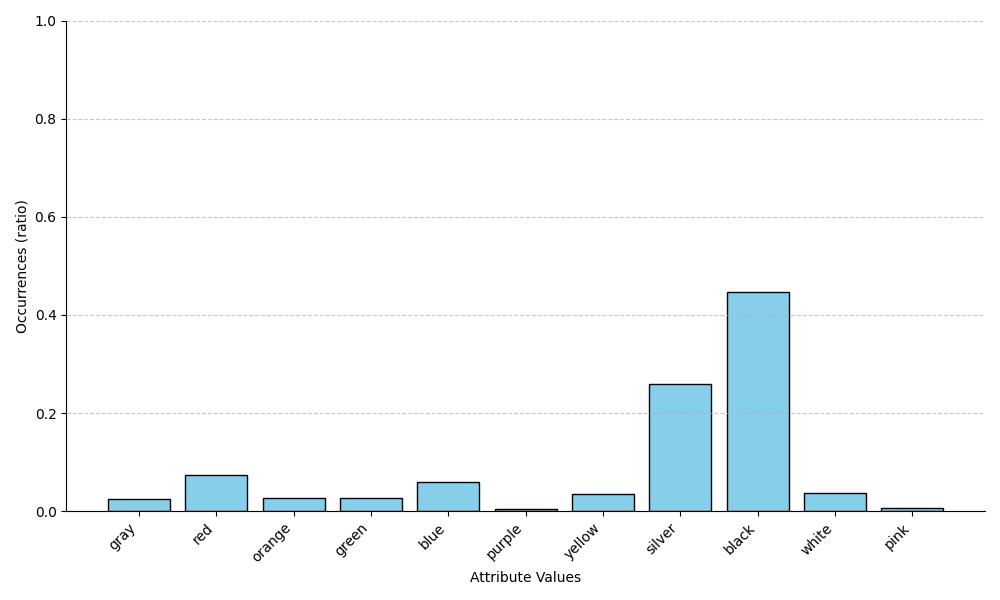 1.0
0.8
0.6
0.4
0.2
0.0
Occurrences (ratio)
gray
red
orange
green
blue
purple
yellow
silver
black
white
pink
Attribute Values